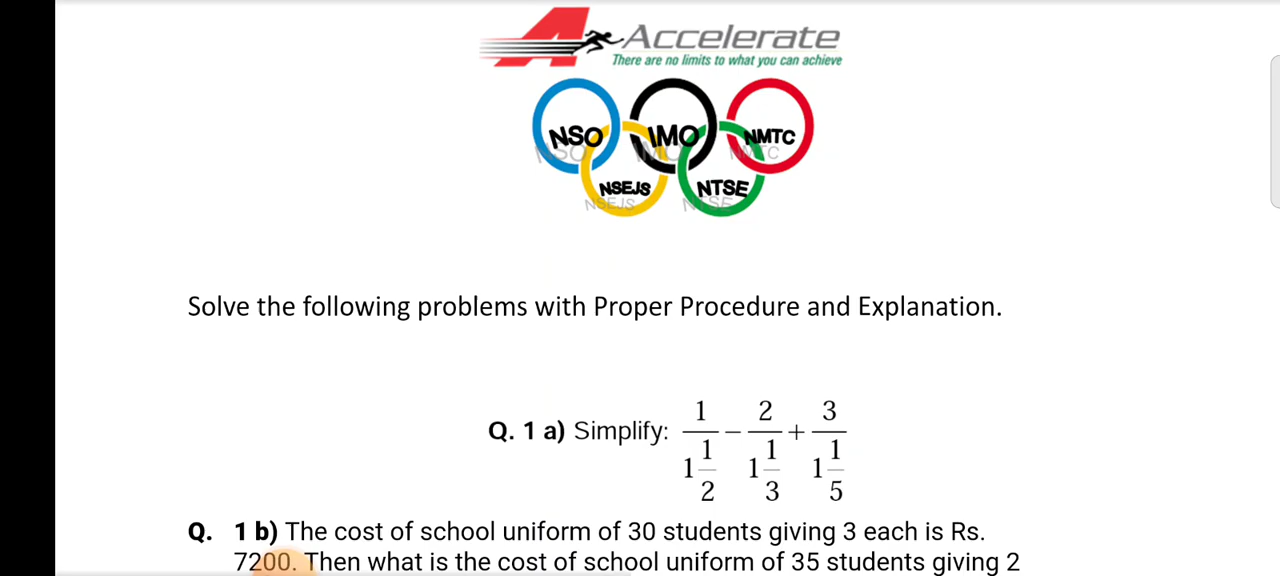 Accelerate
There are no limits to what you can achieve
NSO IMO NMTC
NSEJS NTSE
Solve the following problems with Proper Procedure and Explanation.
Q. 1 a) Simplify: 1/(1 1/2) − 2/(1 1/3) + 3/(1 1/5)
Q. 1 b) The cost of school uniform of 30 students giving 3 each is Rs.
7200. Then what is the cost of school uniform of 35 students giving 2